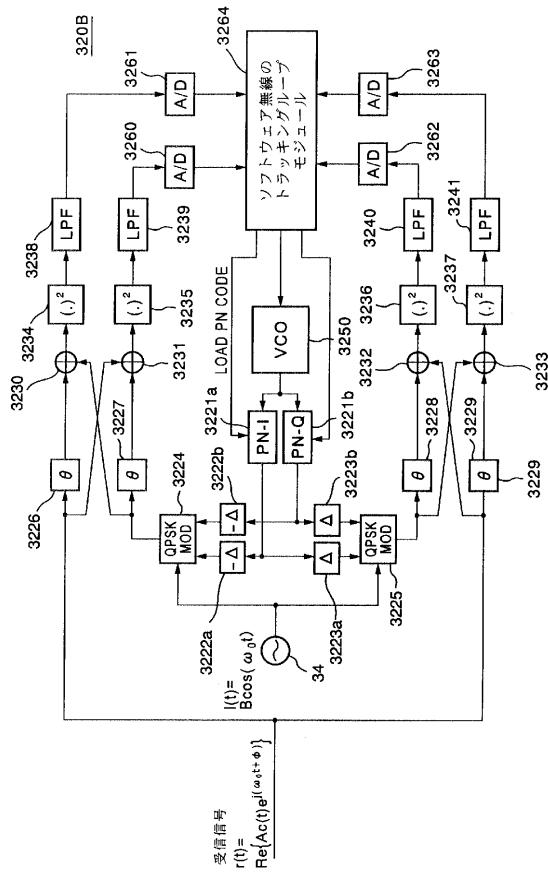 320B
3238
LPF
3261
A/D
3264
3234
(.)²
3260
A/D
3230
3239
LPF
ソフトウェア無線の
トラッキングループ
モジュール
3235
(.)²
3231
3226
θ
3227
θ
LOAD PN CODE
3221a
PN-I
VCO
3250
3221b
PN-Q
3224
QPSK
MOD
3222b
-Δ
3222a
-Δ
3223b
Δ
3223a
Δ
QPSK
MOD
3225
34
l(t)=
Bcos(ω₀t)
受信信号
r(t)=
Re{Ac(t)e^j(ω₀t+Φ)}
3228
θ
3229
θ
3229
3232
3233
3236
(.)²
3237
(.)²
3240
LPF
3241
LPF
A/D
3262
A/D
3263